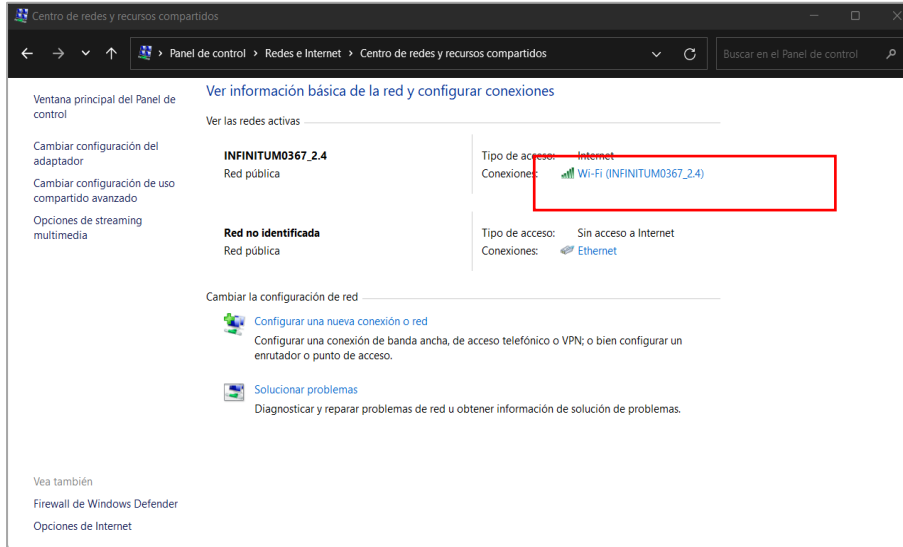 Centro de redes y recursos compartidos
Panel de control > Redes e Internet > Centro de redes y recursos compartidos
Buscar en el Panel de control
Ventana principal del Panel de
control
Cambiar configuración del
adaptador
Cambiar configuración de uso
compartido avanzado
Opciones de streaming
multimedia
Ver información básica de la red y configurar conexiones
Ver las redes activas
INFINITUM0367_2.4
Red pública
Tipo de acceso: Internet
Conexiones: Wi-Fi (INFINITUM0367_2.4)
Red no identificada
Red pública
Tipo de acceso: Sin acceso a Internet
Conexiones: Ethernet
Cambiar la configuración de red
Configurar una nueva conexión o red
Configurar una conexión de banda ancha, de acceso telefónico o VPN; o bien configurar un
enrutador o punto de acceso.
Solucionar problemas
Diagnosticar y reparar problemas de red u obtener información de solución de problemas.
Vea también
Firewall de Windows Defender
Opciones de Internet